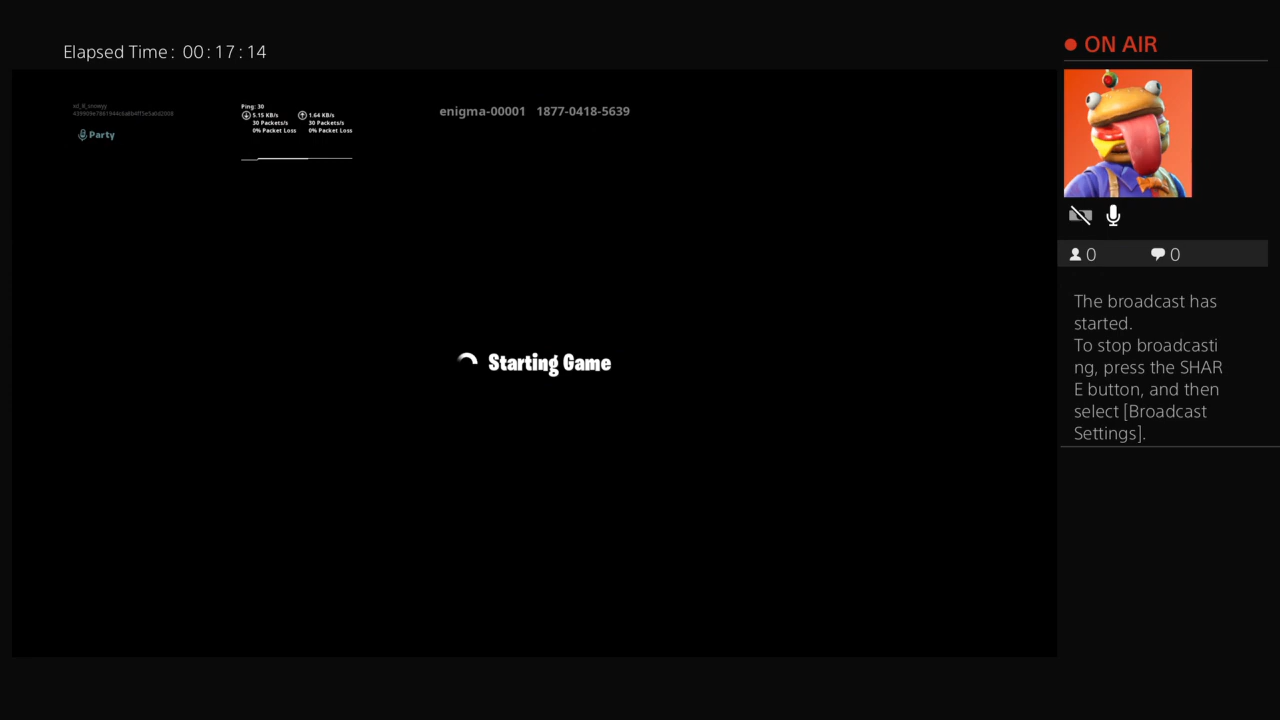 Elapsed Time: 00:17:14
ON AIR
Ping: 30
5.15 KB/s 1.64 KB/s
30 Packets/s 30 Packets/s
0% Packet Loss 0% Packet Loss
enigma-00001 1877-0418-5639
Party
0 0
Starting Game
The broadcast has
started.
To stop broadcasti
ng, press the SHAR
E button, and then
select [Broadcast
Settings].